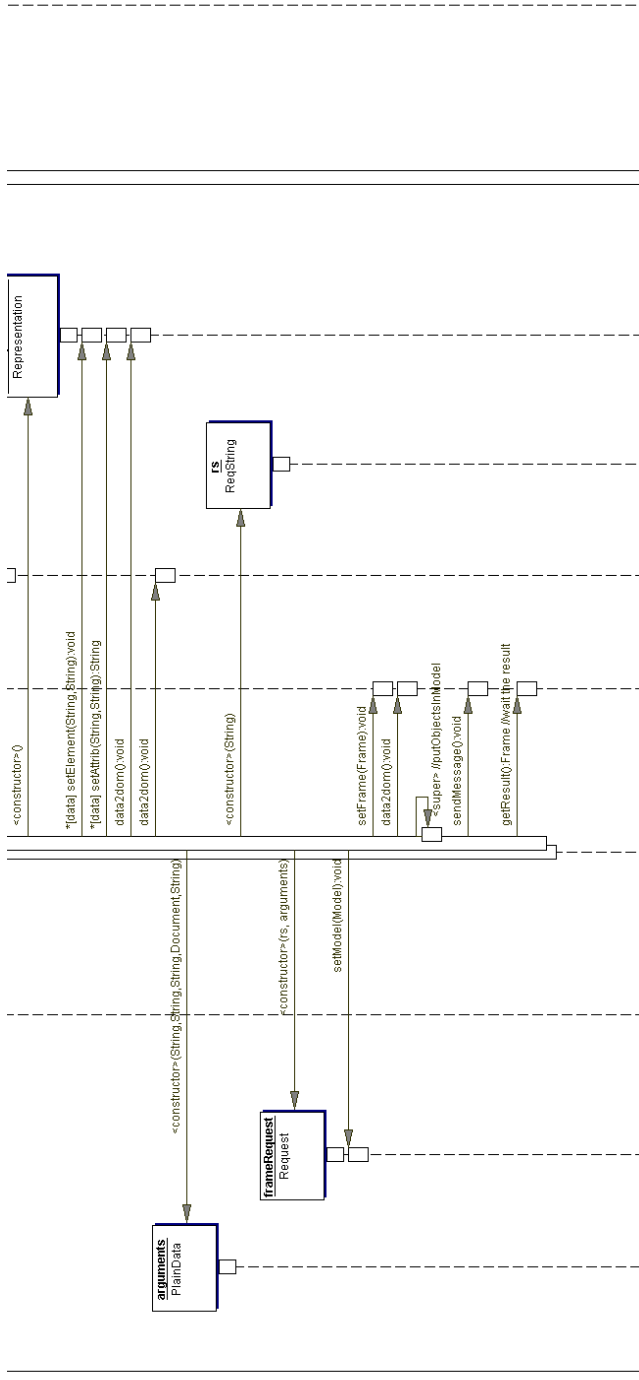 Representation
<constructor>()
*[data] setElement(String,String):void
*[data] setAttrib(String,String):String
data2dom():void
data2dom():void
<constructor>(String,String,String,Document,String)
arguments
PlainData
rs
ReqString
<constructor>(String)
<constructor>(rs, arguments)
frameRequest
Request
setModel(Model):void
setFrame(Frame):void
data2dom():void
<super> //putObjectsInModel
sendMessage():void
getResult():Frame //wait the result